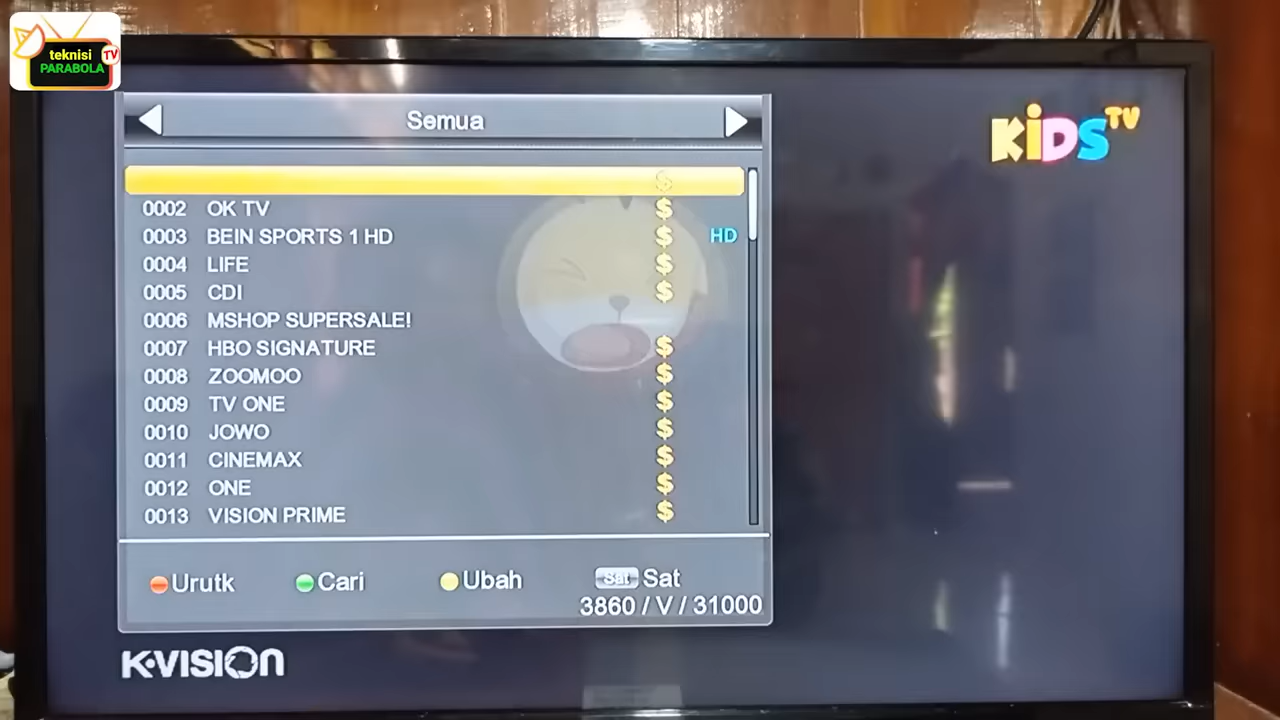 teknisi TV
PARABOLA
Semua
KiDS TV
$
0002 OK TV $
0003 BEIN SPORTS 1 HD $ HD
0004 LIFE $
0005 CDI $
0006 MSHOP SUPERSALE!
0007 HBO SIGNATURE $
0008 ZOOMOO $
0009 TV ONE $
0010 JOWO $
0011 CINEMAX $
0012 ONE $
0013 VISION PRIME $
Urutk Cari Ubah Sat Sat
3860 / V / 31000
K-VISION